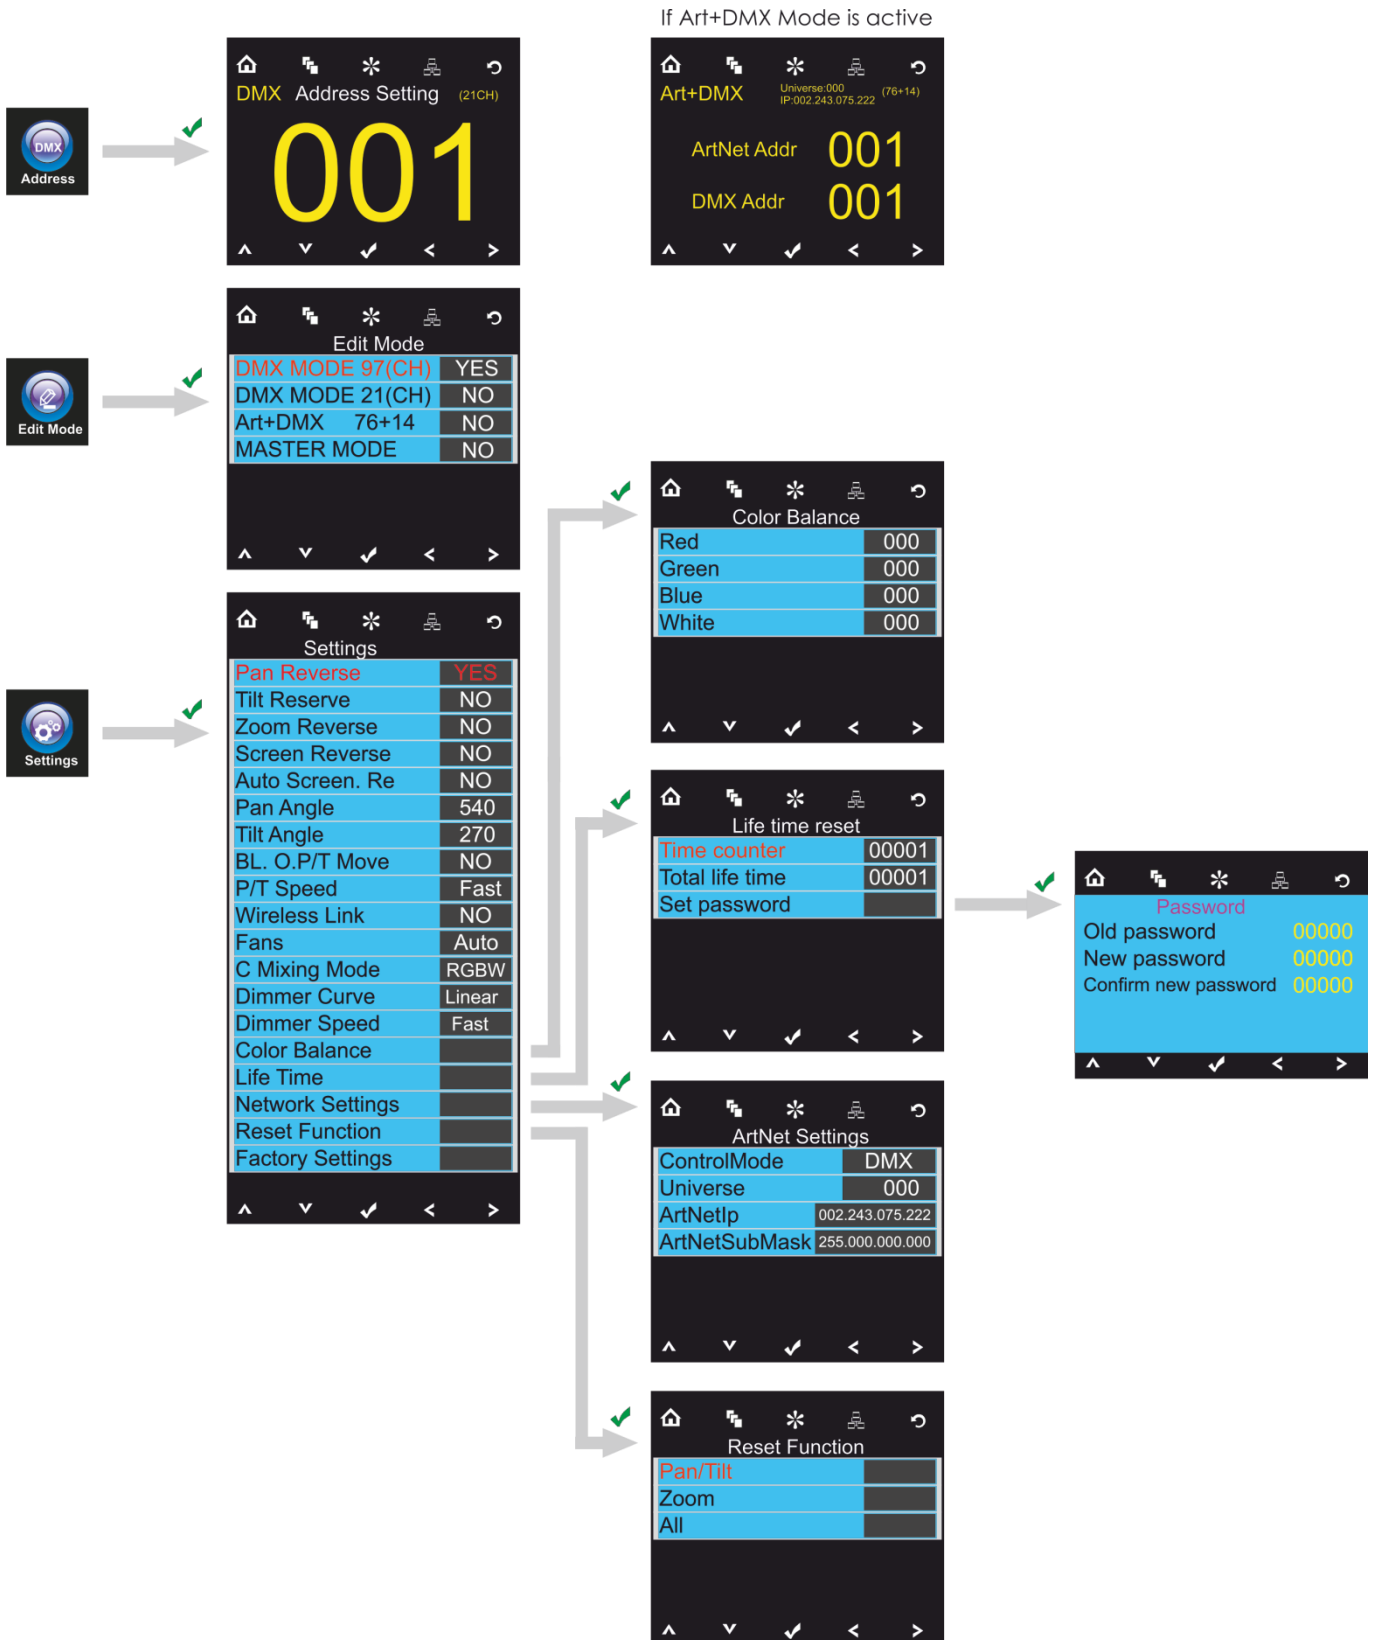 If Art+DMX Mode is active
DMX Address Setting (21CH)
001
Art+DMX Universe:000 (76+14)
IP:002.243.075.222
ArtNet Addr 001
DMX Addr 001
DMX
Address
Edit Mode
DMX MODE 97(CH) YES
DMX MODE 21(CH) NO
Art+DMX 76+14 NO
MASTER MODE NO
Edit Mode
Settings
Pan Reverse YES
Tilt Reserve NO
Zoom Reverse NO
Screen Reverse NO
Auto Screen. Re NO
Pan Angle 540
Tilt Angle 270
BL. O.P/T Move NO
P/T Speed Fast
Wireless Link NO
Fans Auto
C Mixing Mode RGBW
Dimmer Curve Linear
Dimmer Speed Fast
Color Balance
Life Time
Network Settings
Reset Function
Factory Settings
Settings
Color Balance
Red 000
Green 000
Blue 000
White 000
Life time reset
Time counter 00001
Total life time 00001
Set password
Password
Old password 00000
New password 00000
Confirm new password 00000
ArtNet Settings
ControlMode DMX
Universe 000
ArtNetIp 002.243.075.222
ArtNetSubMask 255.000.000.000
Reset Function
Pan/Tilt
Zoom
All